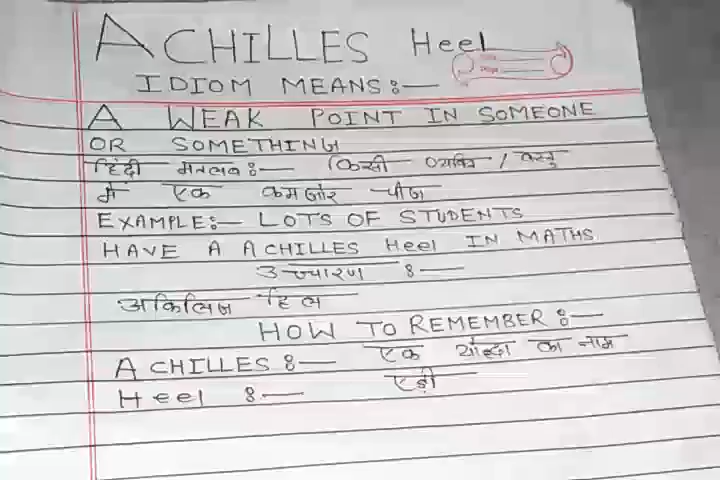 ACHILLES Heel
IDIOM MEANS :—
A WEAK POINT IN SOMEONE
OR SOMETHING
हिंदी मतलब :— किसी व्यक्ति / वस्तु
में एक कमजोर चीज
EXAMPLE :— LOTS OF STUDENTS
HAVE A ACHILLES Heel IN MATHS
उच्चारण :—
अकिलिज हिल
HOW TO REMEMBER :—
ACHILLES :— एक योद्धा का नाम
Heel :— एड़ी